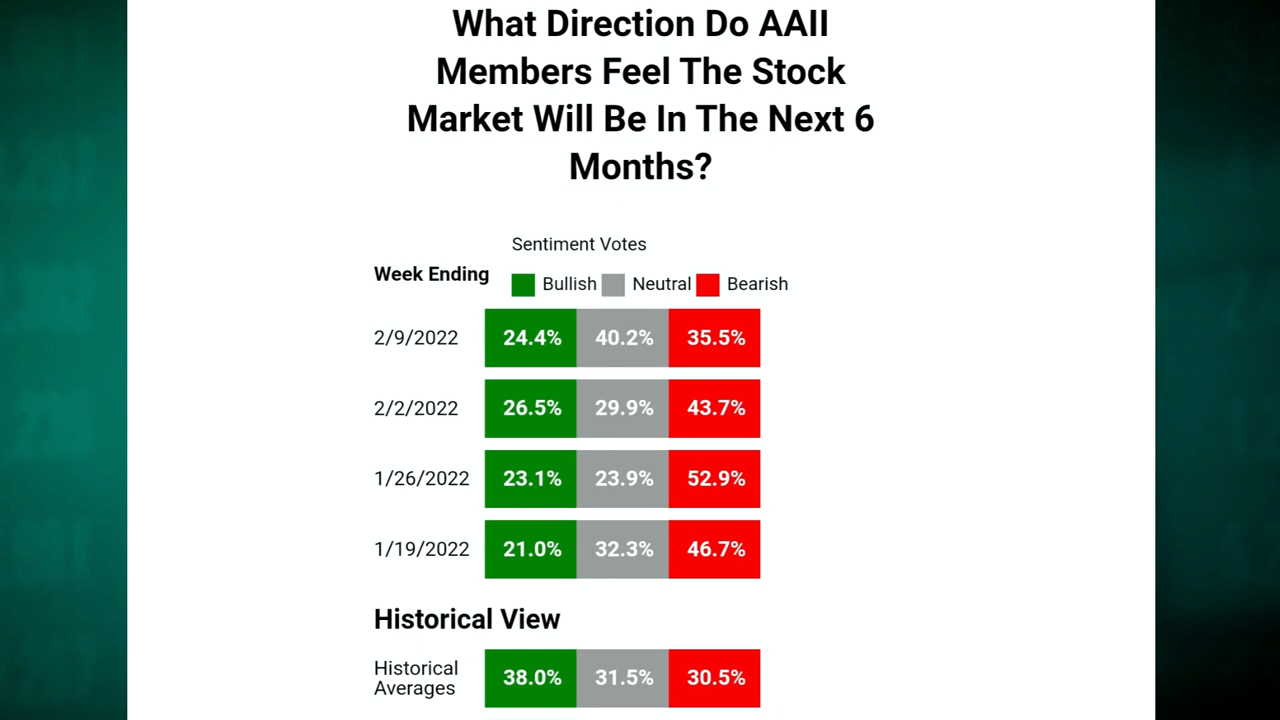 What Direction Do AAII
Members Feel The Stock
Market Will Be In The Next 6
Months?
Sentiment Votes
Week Ending
Bullish Neutral Bearish
2/9/2022 24.4% 40.2% 35.5%
2/2/2022 26.5% 29.9% 43.7%
1/26/2022 23.1% 23.9% 52.9%
1/19/2022 21.0% 32.3% 46.7%
Historical View
Historical
Averages
38.0% 31.5% 30.5%